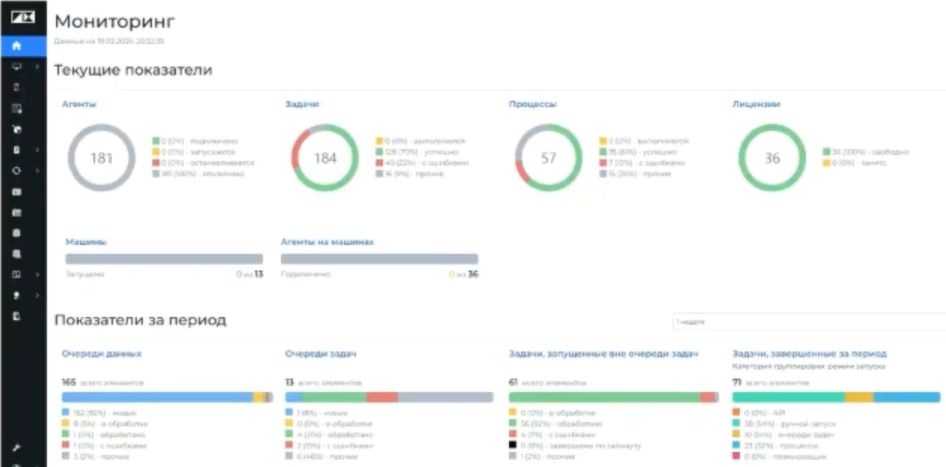 Мониторинг
Данные на 19.02.2024 20:52:35
Текущие показатели
Агенты
181
0 (0%) - подключено
0 (0%) - запускается
0 (0%) - останавливается
(100%) - отключено
Задачи
184
0 (0%) - выполняется
128 (70%) - успешно
40 (22%) - с ошибками
16 (9%) - прочие
Процессы
57
0 (0%) - выполняется
35 (61%) - успешно
7 (12%) - с ошибками
15 (26%) - прочие
Лицензии
36
36 (100%) - свободно
0 (0%) - занято
Машины
Запущено
0 из 13
Агенты на машинах
Подключено
0 из 36
Показатели за период
1 неделя
Очереди данных
165 всего элементов
152 (92%) - новые
8 (5%) - в обработке
1 (1%) - обработано
1 (1%) - с ошибками
3 (2%) - прочие
Очереди задач
13 всего элементов
1 (8%) - новые
0 (0%) - в обработке
4 (31%) - обработано
2 (15%) - с ошибками
6 (46%) - прочие
Задачи, запущенные вне очереди задач
61 всего элементов
0 (0%) - в обработке
56 (92%) - обработано
4 (7%) - с ошибками
0 (0%) - завершено по таймауту
1 (2%) - прочие
Задачи, завершенные за период
Категория группировки: режим запуска
71 всего элементов
0 (0%) - API
38 (54%) - ручной запуск
10 (14%) - очереди задач
23 (32%) - процессы
0 (0%) - планировщик